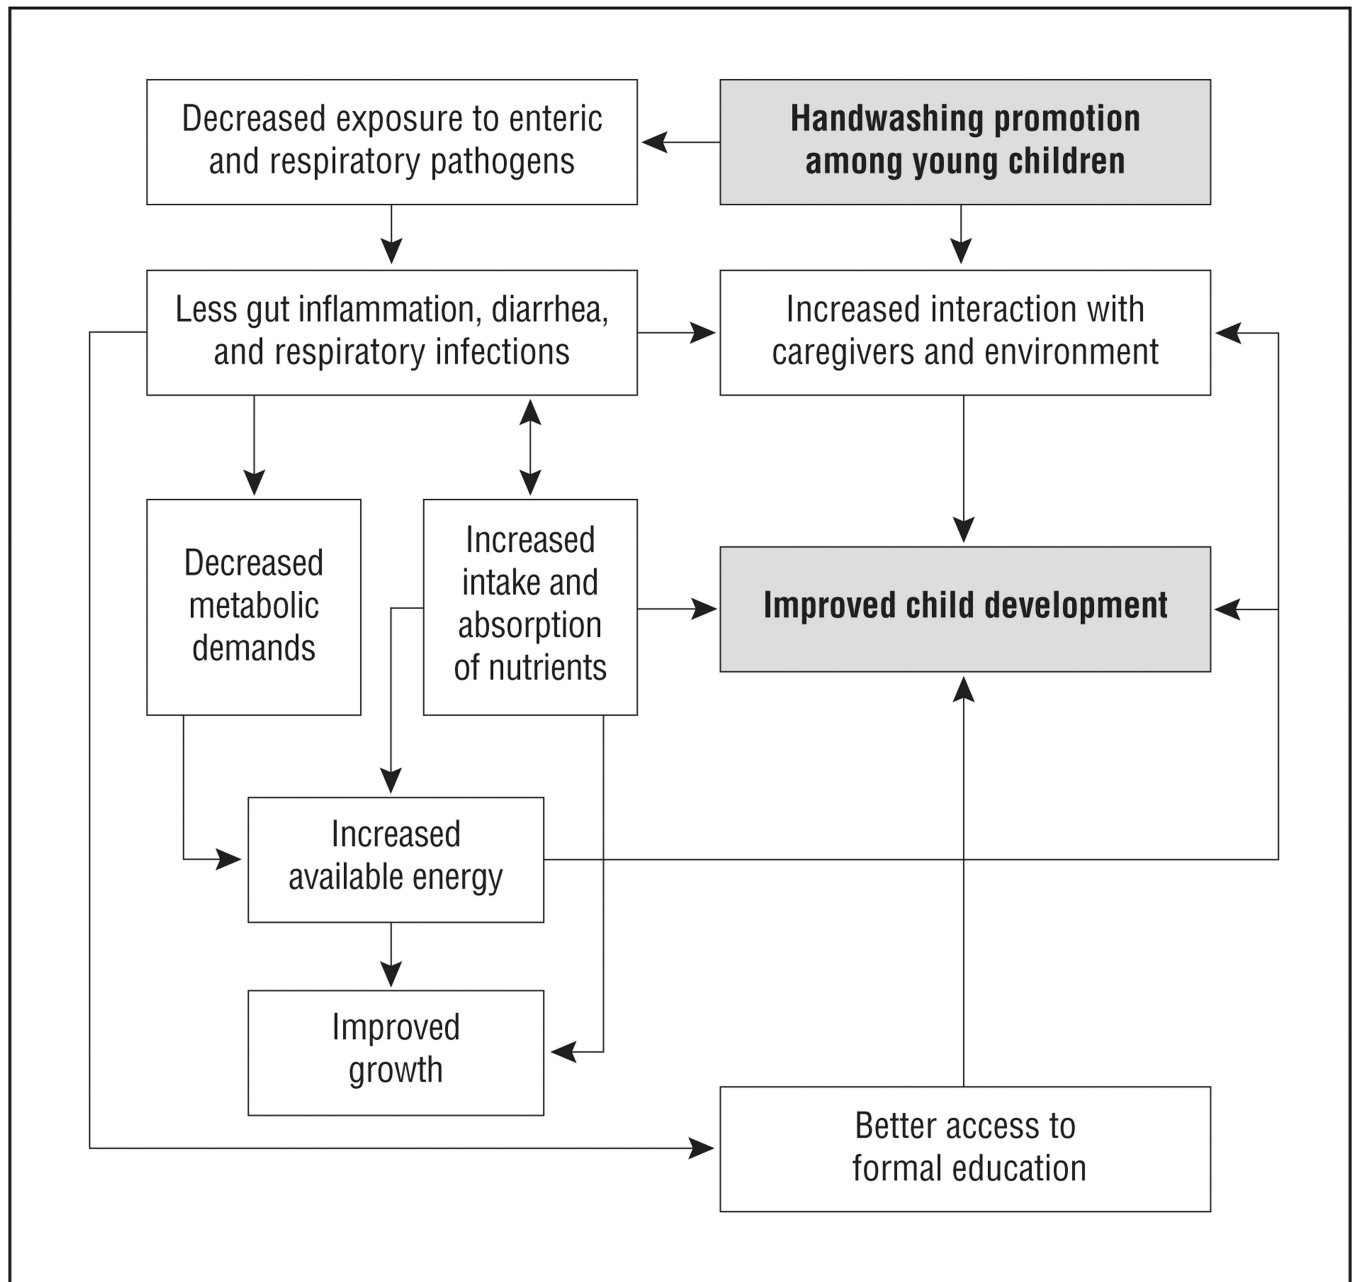 Decreased exposure to enteric
and respiratory pathogens
Handwashing promotion
among young children
Less gut inflammation, diarrhea,
and respiratory infections
Increased interaction with
caregivers and environment
Decreased
metabolic
demands
Increased
intake and
absorption
of nutrients
Improved child development
Increased
available energy
Improved
growth
Better access to
formal education